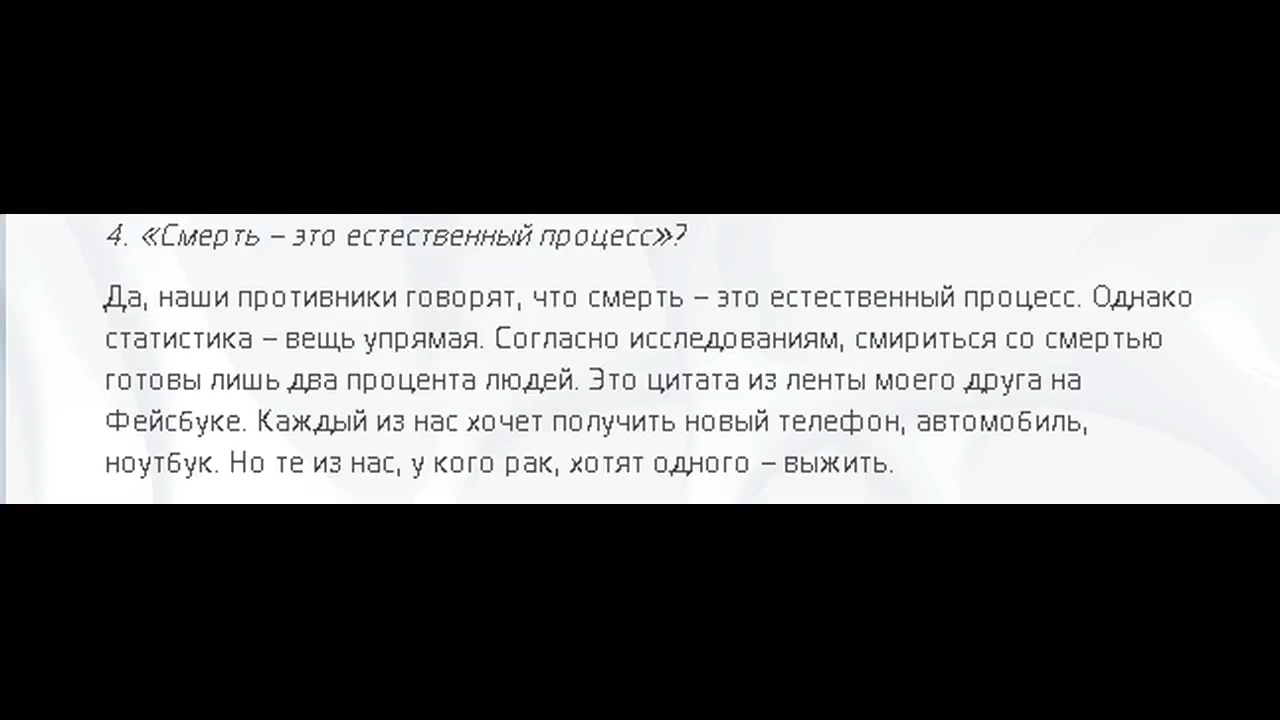 4. «Смерть – это естественный процесс»?
Да, наши противники говорят, что смерть – это естественный процесс. Однако
статистика – вещь упрямая. Согласно исследованиям, смириться со смертью
готовы лишь два процента людей. Это цитата из ленты моего друга на
Фейсбуке. Каждый из нас хочет получить новый телефон, автомобиль,
ноутбук. Но те из нас, у кого рак, хотят одного – выжить.